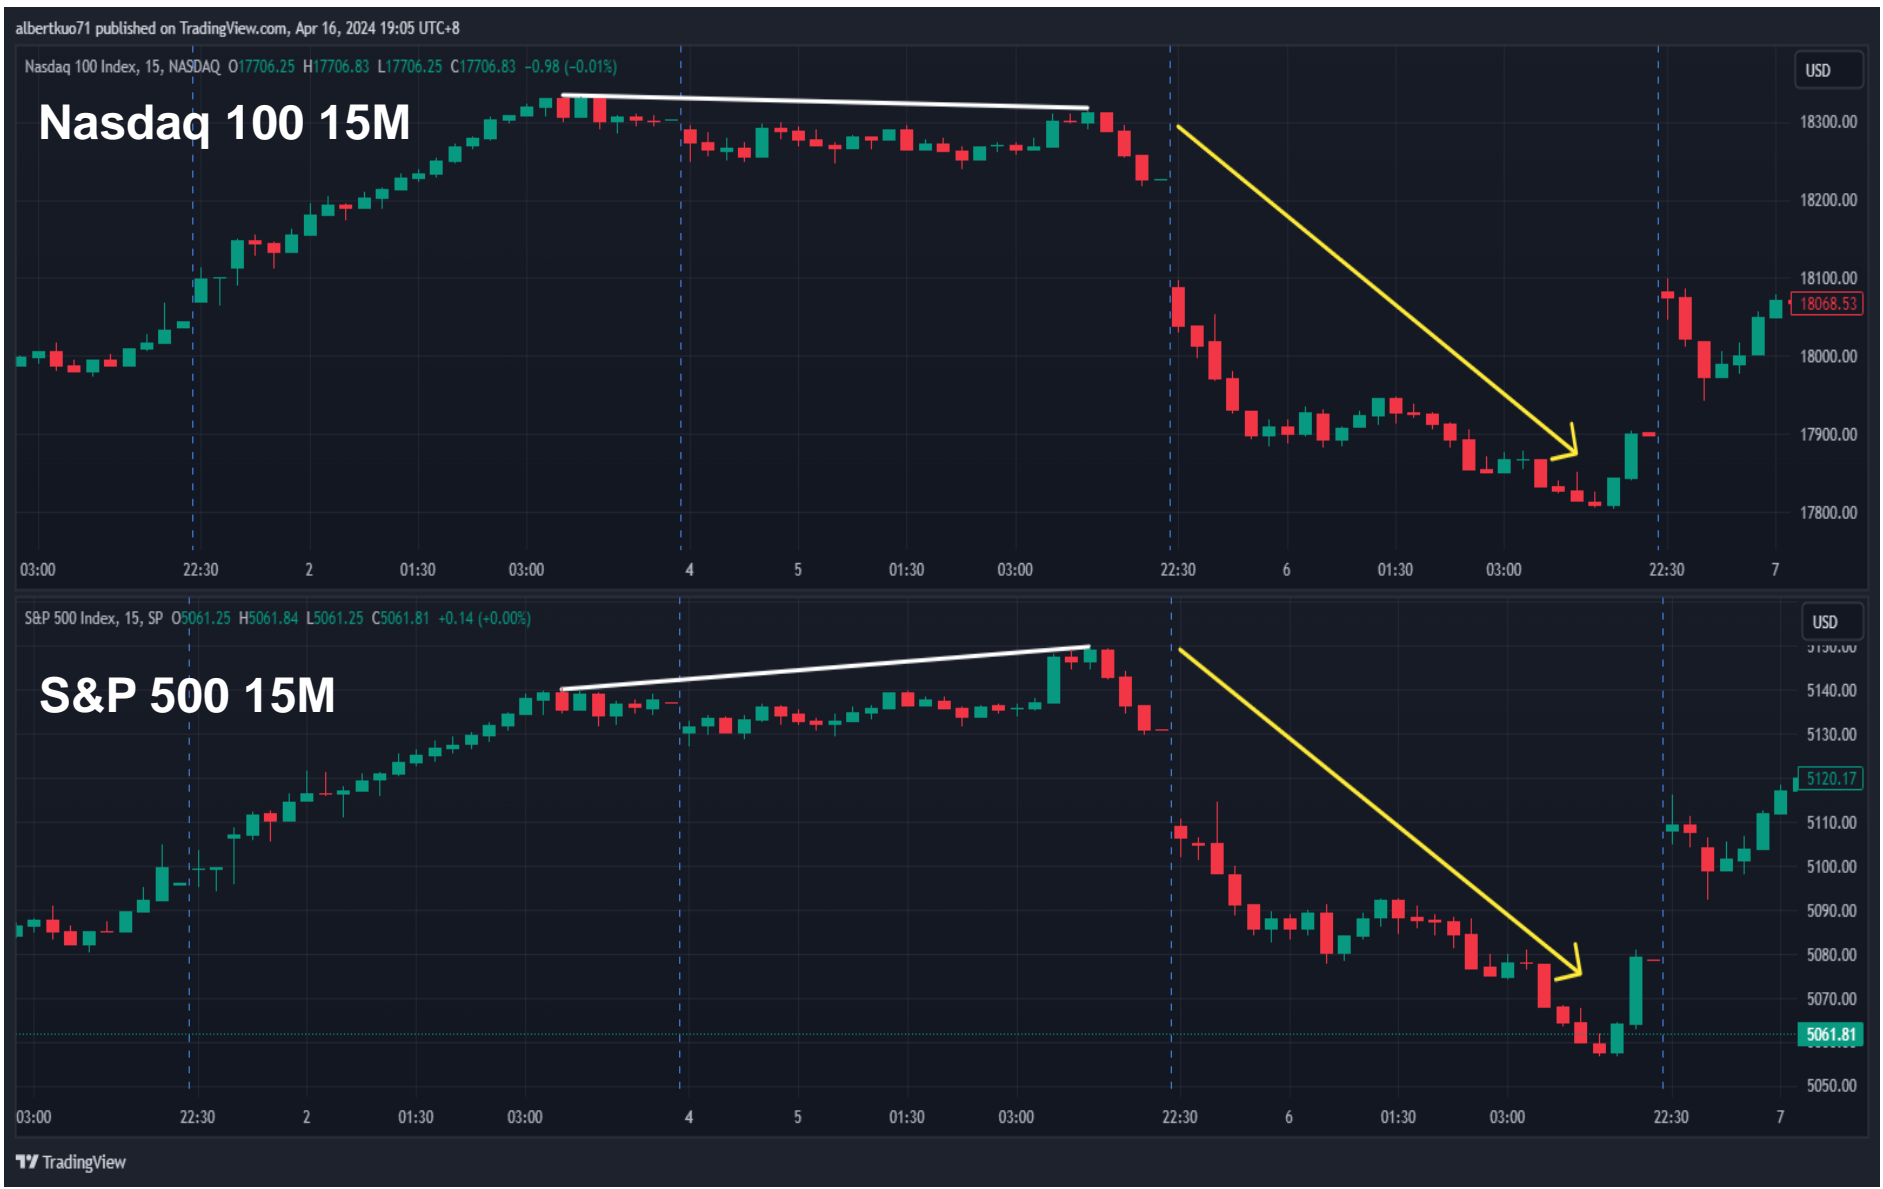 albertkuo71 published on TradingView.com, Apr 16, 2024 19:05 UTC+8
Nasdaq 100 Index, 15, NASDAQ O17706.25 H17706.83 L17706.25 C17706.83 −0.98 (−0.01%)
USD
Nasdaq 100 15M
18300.00
18200.00
18100.00
18068.53
18000.00
17900.00
17800.00
03:00 22:30 2 01:30 03:00 4 5 01:30 03:00 22:30 6 01:30 03:00 22:30 7
S&P 500 Index, 15, SP O5061.25 H5061.84 L5061.25 C5061.81 +0.14 (+0.00%)
USD
5150.00
S&P 500 15M
5140.00
5130.00
5120.17
5110.00
5100.00
5090.00
5080.00
5070.00
5061.81
5050.00
03:00 22:30 2 01:30 03:00 4 5 01:30 03:00 22:30 6 01:30 03:00 22:30 7
TradingView